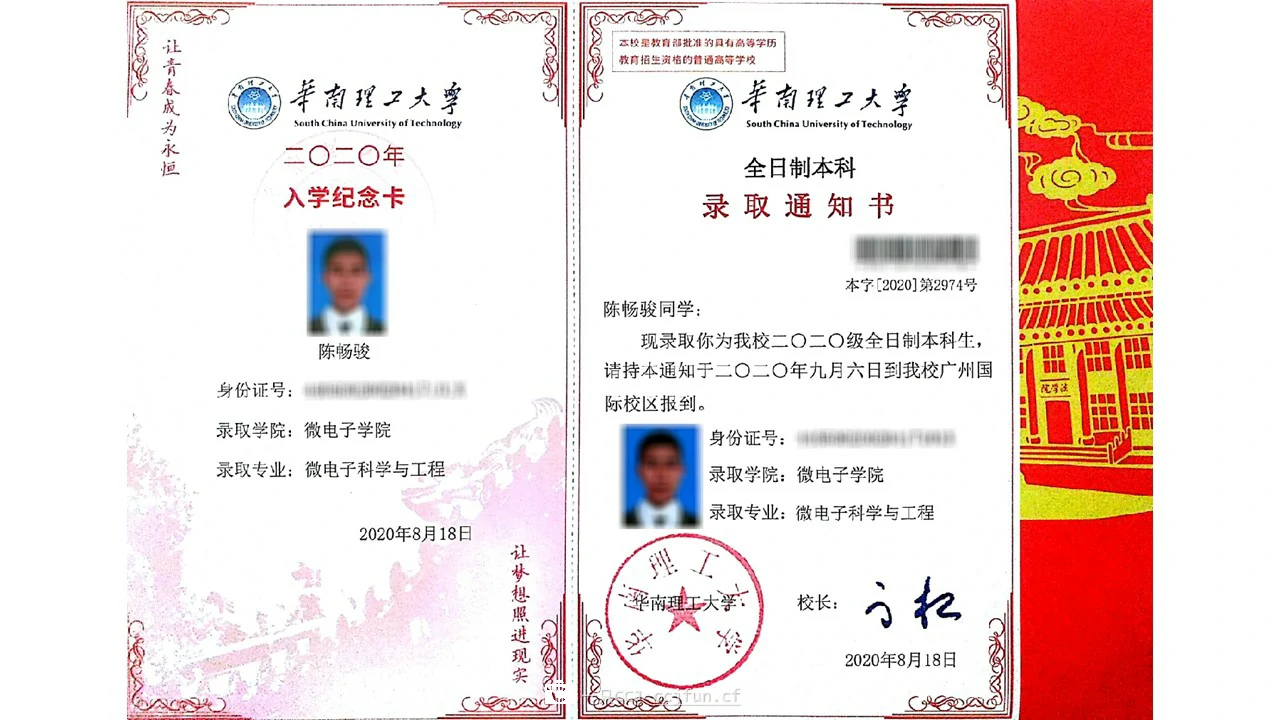 让青春成为永恒
华南理工大学
South China University of Technology
二〇二〇年
入学纪念卡
陈畅骏
身份证号：
录取学院：微电子学院
录取专业：微电子科学与工程
2020年8月18日
让梦想照进现实
本校是教育部批准的具有高等学历
教育招生资格的普通高等学校
华南理工大学
South China University of Technology
全日制本科
录取通知书
本字[2020]第2974号
陈畅骏同学：
现录取你为我校二〇二〇级全日制本科生，
请持本通知于二〇二〇年九月六日到我校广州国
际校区报到。
身份证号：
录取学院：微电子学院
录取专业：微电子科学与工程
华南理工大学
华南理工大学
校长：
2020年8月18日